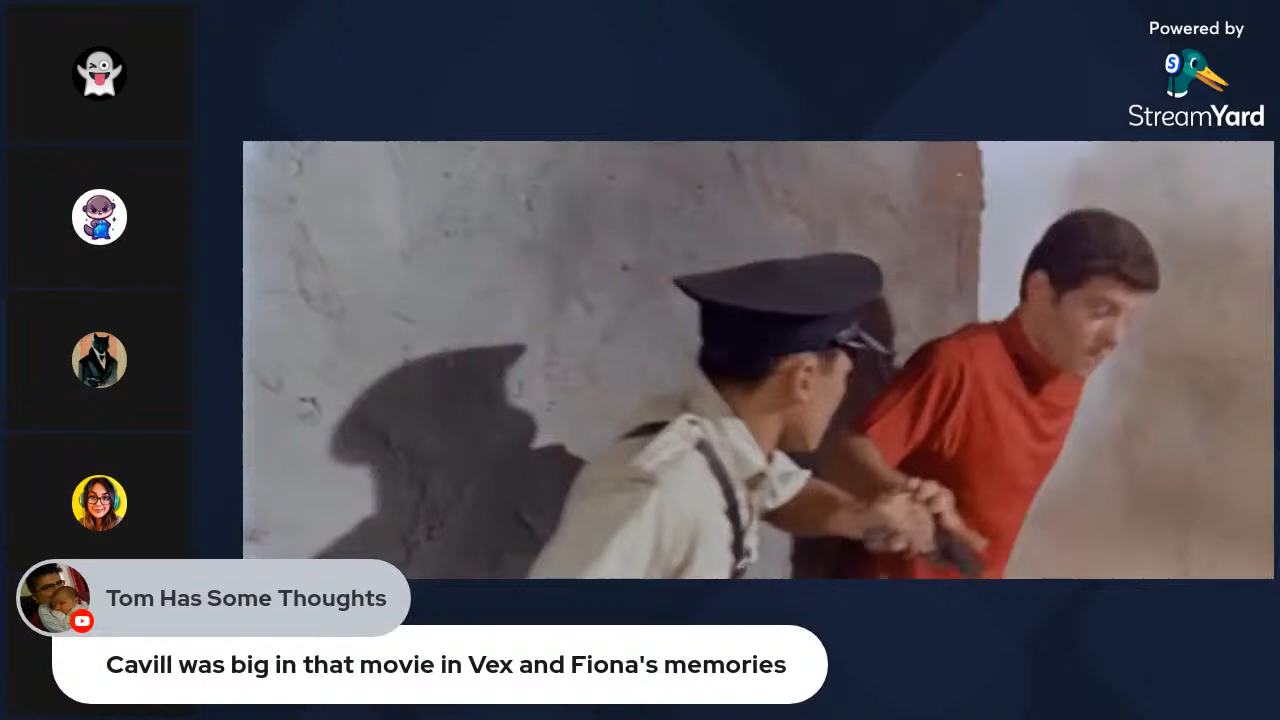 Powered by
StreamYard
Tom Has Some Thoughts
Cavill was big in that movie in Vex and Fiona's memories